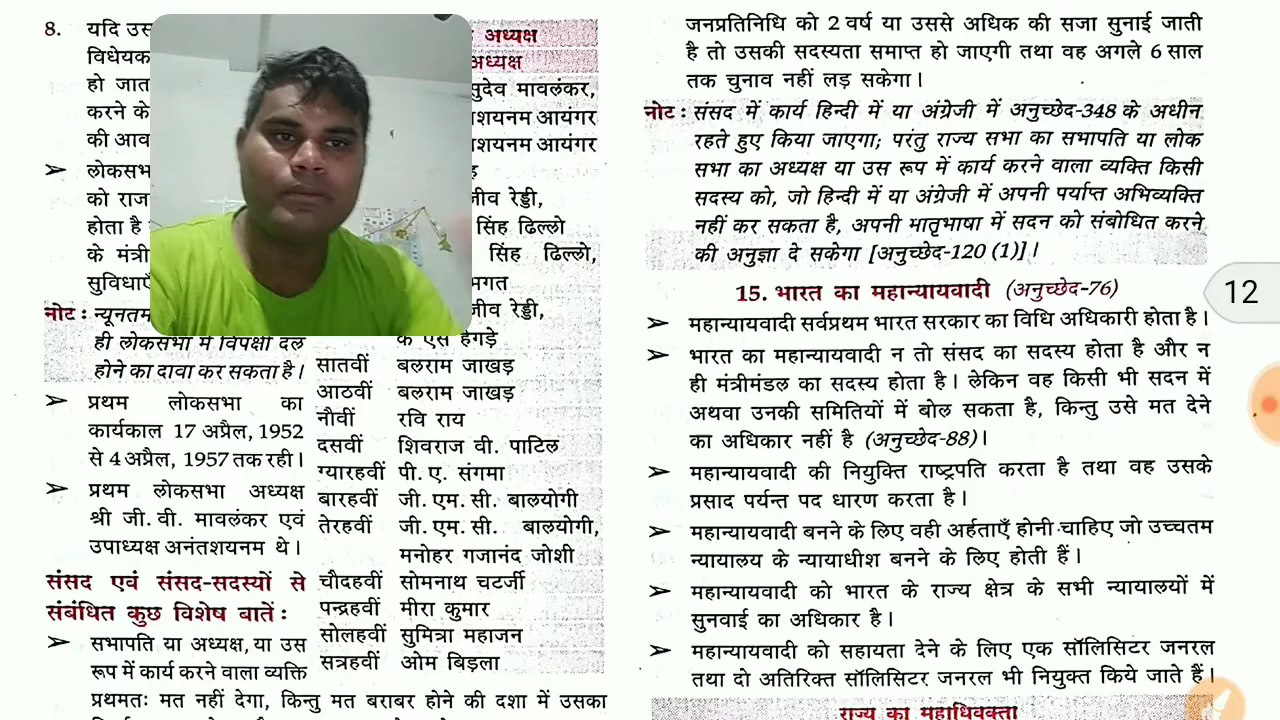 8. यदि उस
विधेयक
हो जात
करने के
की आव
➢ लोकसभ
को राज
होता है
के मंत्री
सुविधाएँ
नोट : न्यूनतम
ही लोकसभा में विपक्षी दल
होने का दावा कर सकता है।
➢ प्रथम लोकसभा का
कार्यकाल 17 अप्रैल, 1952
से 4 अप्रैल, 1957 तक रही।
➢ प्रथम लोकसभा अध्यक्ष
श्री जी. वी. मावलंकर एवं
उपाध्यक्ष अनंतशयनम थे।
संसद एवं संसद-सदस्यों से
संबंधित कुछ विशेष बातें :
➢ सभापति या अध्यक्ष, या उस
रूप में कार्य करने वाला व्यक्ति
प्रथमतः मत नहीं देगा, किन्तु मत बराबर होने की दशा में उसका
अध्यक्ष
अध्यक्ष
सुदेव मावलंकर,
शयनम आयंगर
शयनम आयंगर
जीव रेड्डी,
सिंह ढिल्लो
सिंह ढिल्लो,
भगत
जीव रेड्डी,
के एस हेगड़े
सातवीं बलराम जाखड़
आठवीं बलराम जाखड़
नौवीं रवि राय
दसवीं शिवराज वी. पाटिल
ग्यारहवीं पी. ए. संगमा
बारहवीं जी. एम. सी. बालयोगी
तेरहवीं जी. एम. सी. बालयोगी,
मनोहर गजानंद जोशी
चौदहवीं सोमनाथ चटर्जी
पन्द्रहवीं मीरा कुमार
सोलहवीं सुमित्रा महाजन
सत्रहवीं ओम बिड़ला
जनप्रतिनिधि को 2 वर्ष या उससे अधिक की सजा सुनाई जाती
है तो उसकी सदस्यता समाप्त हो जाएगी तथा वह अगले 6 साल
तक चुनाव नहीं लड़ सकेगा।
नोट : संसद में कार्य हिन्दी में या अंग्रेजी में अनुच्छेद-348 के अधीन
रहते हुए किया जाएगा; परंतु राज्य सभा का सभापति या लोक
सभा का अध्यक्ष या उस रूप में कार्य करने वाला व्यक्ति किसी
सदस्य को, जो हिन्दी में या अंग्रेजी में अपनी पर्याप्त अभिव्यक्ति
नहीं कर सकता है, अपनी मातृभाषा में सदन को संबोधित करने
की अनुज्ञा दे सकेगा [अनुच्छेद-120 (1)]।
15. भारत का महान्यायवादी (अनुच्छेद-76)
➢ महान्यायवादी सर्वप्रथम भारत सरकार का विधि अधिकारी होता है।
➢ भारत का महान्यायवादी न तो संसद का सदस्य होता है और न
ही मंत्रीमंडल का सदस्य होता है। लेकिन वह किसी भी सदन में
अथवा उनकी समितियों में बोल सकता है, किन्तु उसे मत देने
का अधिकार नहीं है (अनुच्छेद-88)।
➢ महान्यायवादी की नियुक्ति राष्ट्रपति करता है तथा वह उसके
प्रसाद पर्यन्त पद धारण करता है।
➢ महान्यायवादी बनने के लिए वही अर्हताएँ होनी चाहिए जो उच्चतम
न्यायालय के न्यायाधीश बनने के लिए होती हैं।
➢ महान्यायवादी को भारत के राज्य क्षेत्र के सभी न्यायालयों में
सुनवाई का अधिकार है।
➢ महान्यायवादी को सहायता देने के लिए एक सॉलिसिटर जनरल
तथा दो अतिरिक्त सॉलिसिटर जनरल भी नियुक्त किये जाते हैं।
राज्य का महाधिवक्ता
12